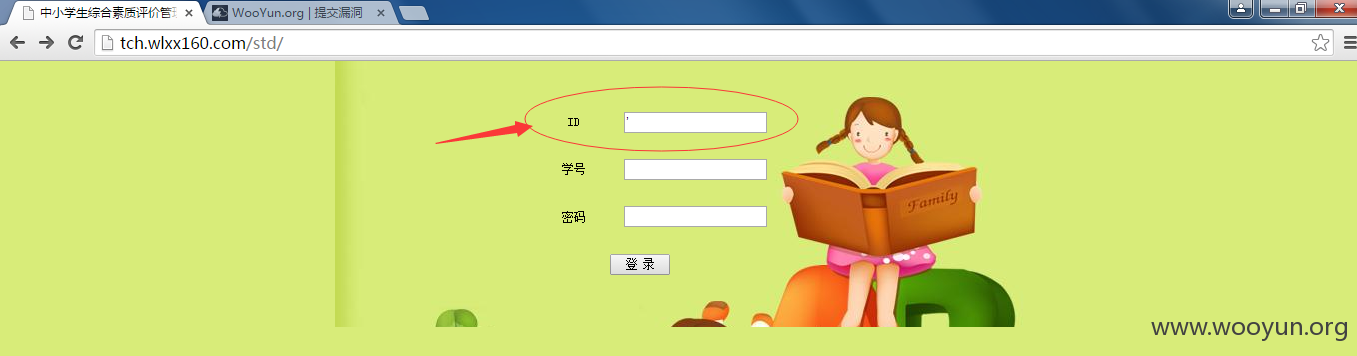 中小学生综合素质评价管
WooYun.org | 提交漏洞
tch.wlxx160.com/std/
ID
'
学号
密码
登 录
Family
www.wooyun.org